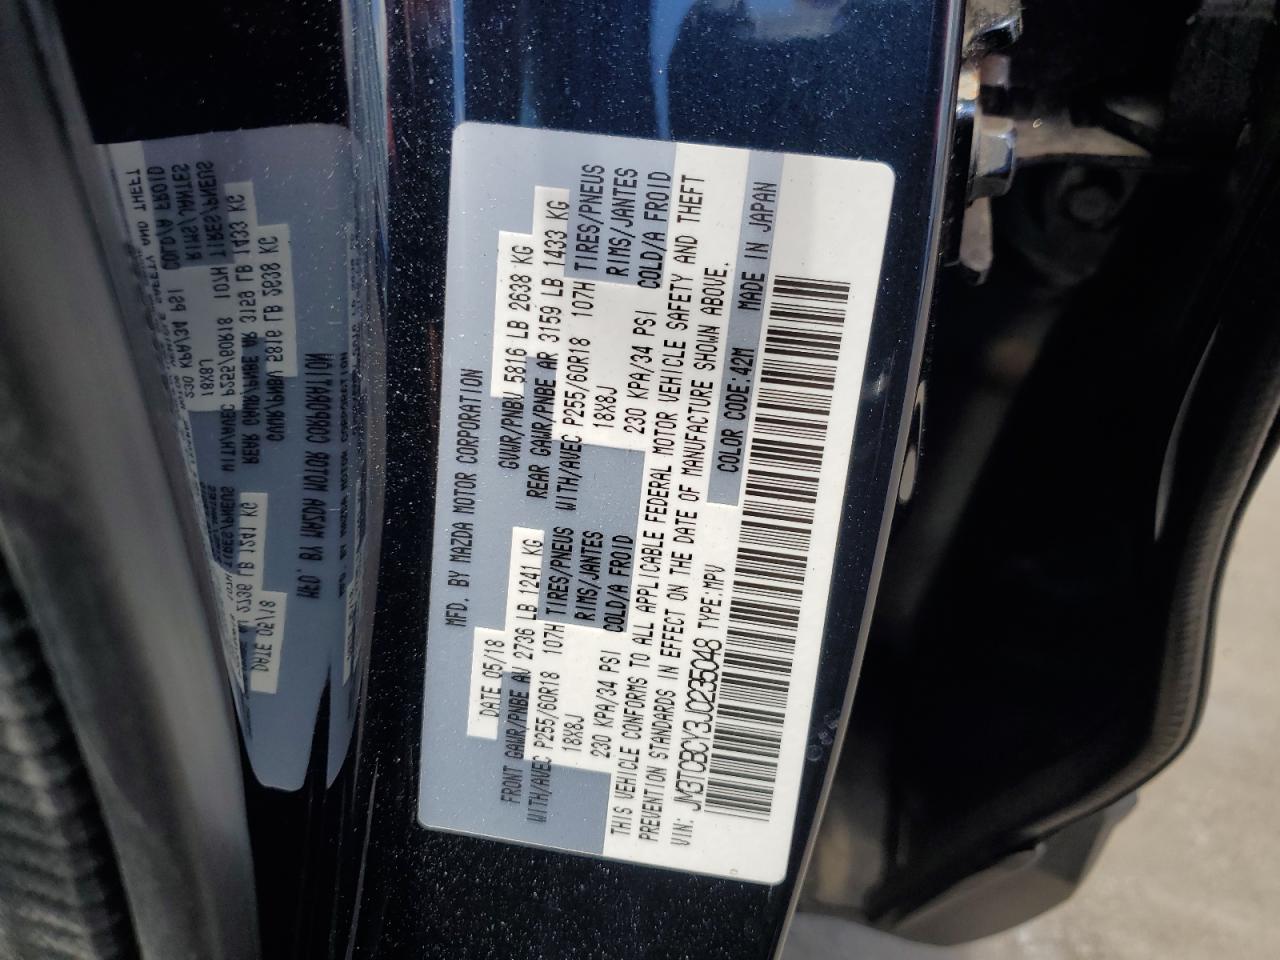 MFD. BY MAZDA MOTOR CORPORATION
DATE 05/18 GVWR/PNBV 5816 LB 2638 KG
FRONT GAWR/PNBE AV 2736 LB 1241 KG REAR GAWR/PNBE AR 3159 LB 1433 KG
WITH/AVEC P255/60R18 107H TIRES/PNEUS WITH/AVEC P255/60R18 107H TIRES/PNEUS
18X8J RIMS/JANTES 18X8J RIMS/JANTES
230 KPA/34 PSI COLD/A FROID 230 KPA/34 PSI COLD/A FROID
THIS VEHICLE CONFORMS TO ALL APPLICABLE FEDERAL MOTOR VEHICLE SAFETY AND THEFT
PREVENTION STANDARDS IN EFFECT ON THE DATE OF MANUFACTURE SHOWN ABOVE.
VIN: JM3TCBCY3J0235048 TYPE:MPV COLOR CODE:42M MADE IN JAPAN